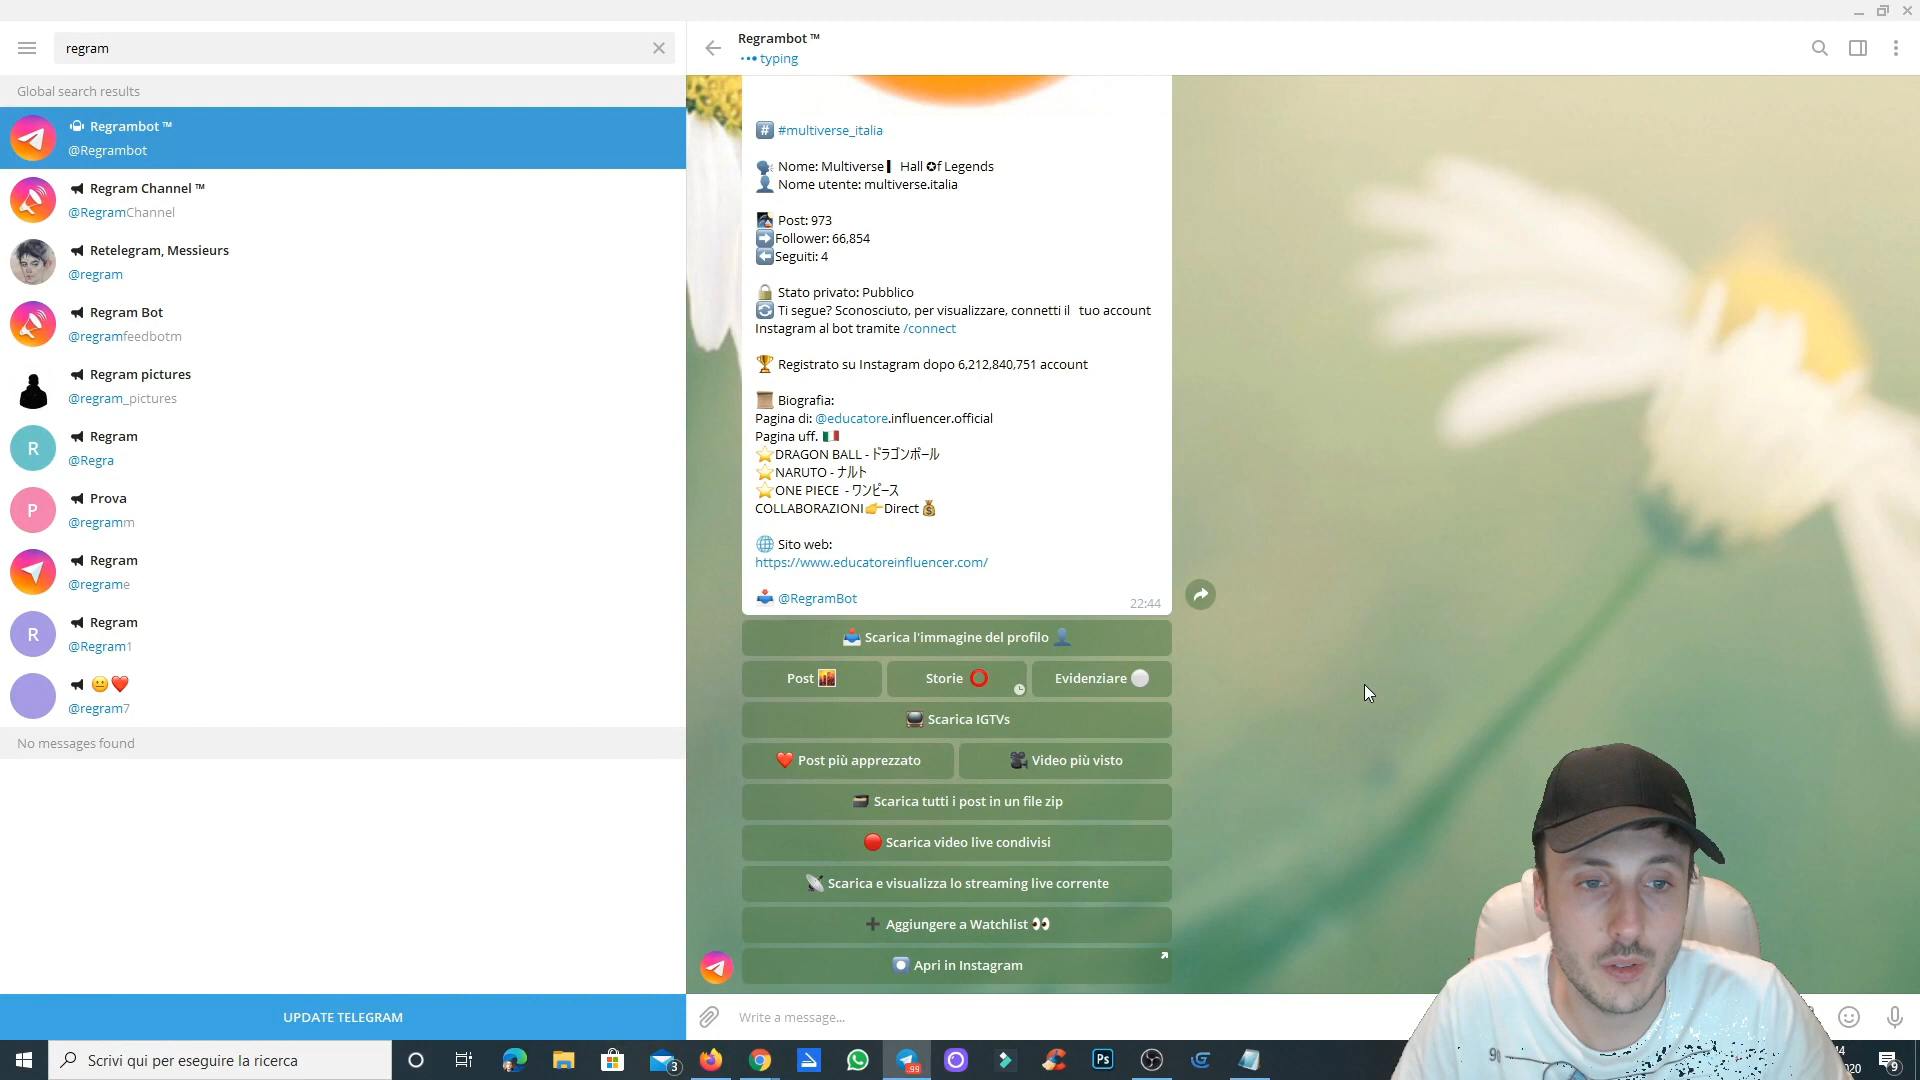 regram
Global search results
Regrambot ™
@Regrambot
Regram Channel ™
@RegramChannel
Retelegram, Messieurs
@regram
Regram Bot
@regramfeedbotm
Regram pictures
@regram_pictures
R
Regram
@Regra
P
Prova
@regramm
Regram
@regrame
R
Regram
@Regram1
@regram7
No messages found
UPDATE TELEGRAM
Regrambot ™
typing
# #multiverse_italia
Nome: Multiverse ▎ Hall ✪f Legends
Nome utente: multiverse.italia
Post: 973
Follower: 66,854
Seguiti: 4
Stato privato: Pubblico
Ti segue? Sconosciuto, per visualizzare, connetti il tuo account
Instagram al bot tramite /connect
Registrato su Instagram dopo 6,212,840,751 account
Biografia:
Pagina di: @educatore.influencer.official
Pagina uff. 🇮🇹
⭐DRAGON BALL - ドラゴンボール
⭐NARUTO - ナルト
⭐ONE PIECE - ワンピース
COLLABORAZIONI👉Direct💰
Sito web:
https://www.educatoreinfluencer.com/
@RegramBot
22:44
Scarica l'immagine del profilo
Post
Storie
Evidenziare
Scarica IGTVs
Post più apprezzato
Video più visto
Scarica tutti i post in un file zip
Scarica video live condivisi
Scarica e visualizza lo streaming live corrente
Aggiungere a Watchlist
Apri in Instagram
Write a message...
Scrivi qui per eseguire la ricerca
3
99
Ps
9